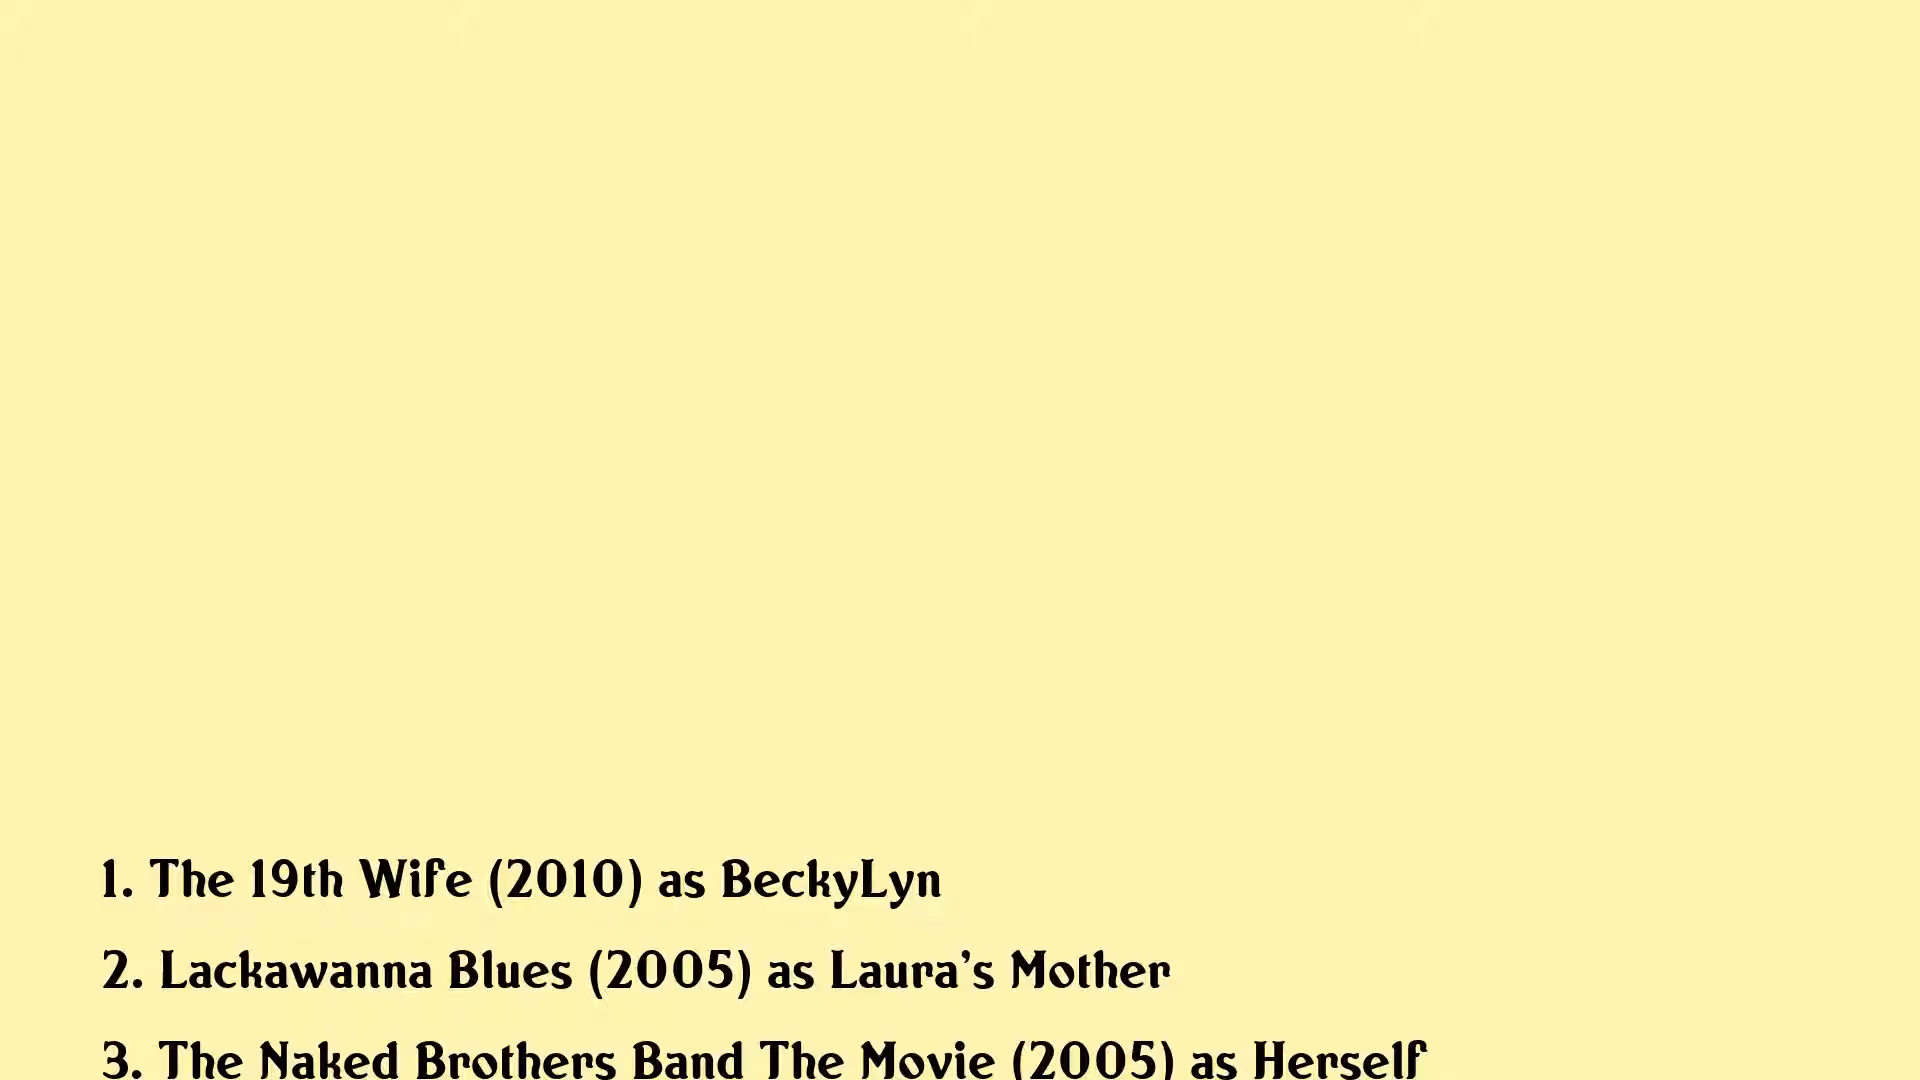 1. The 19th Wife (2010) as BeckyLyn
2. Lackawanna Blues (2005) as Laura's Mother
3. The Naked Brothers Band The Movie (2005) as Herself